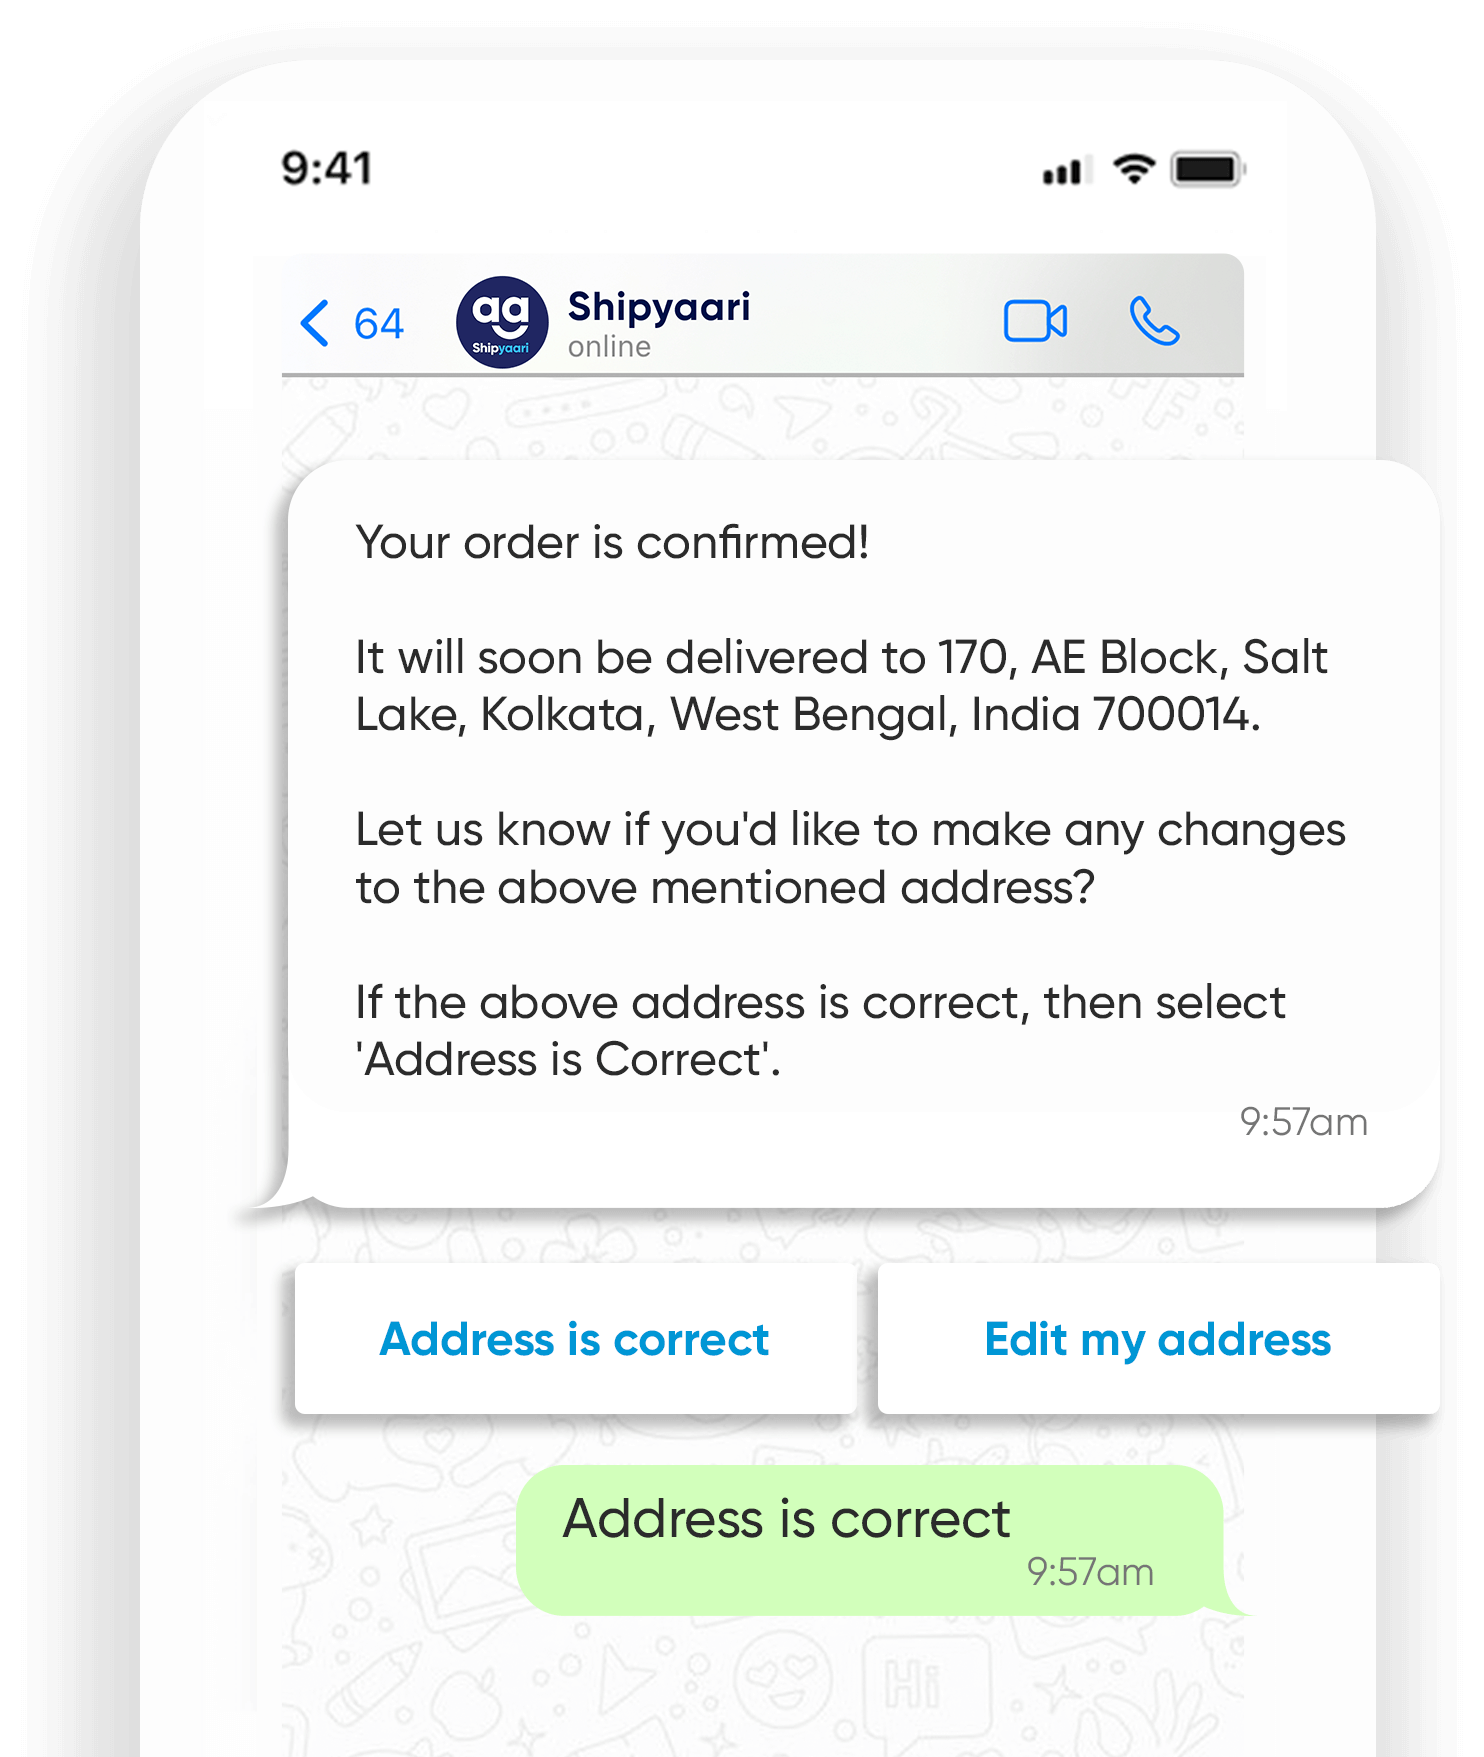 9:41
64
Shipyaari
Shipyaari
online
Your order is confirmed!
It will soon be delivered to 170, AE Block, Salt
Lake, Kolkata, West Bengal, India 700014.
Let us know if you'd like to make any changes
to the above mentioned address?
If the above address is correct, then select
'Address is Correct'.
9:57am
Address is correct
Edit my address
Address is correct
9:57am
Hi